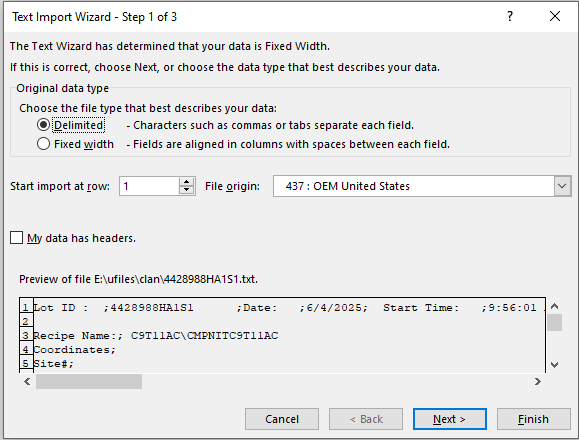 Text Import Wizard - Step 1 of 3
?
The Text Wizard has determined that your data is Fixed Width.
If this is correct, choose Next, or choose the data type that best describes your data.
Original data type
Choose the file type that best describes your data:
Delimited - Characters such as commas or tabs separate each field.
Fixed width - Fields are aligned in columns with spaces between each field.
Start import at row: 1 File origin: 437 : OEM United States
My data has headers.
Preview of file E:\ufiles\clan\4428988HA1S1.txt.
1 Lot ID :  ;4428988HA1S1      ;Date:   ;6/4/2025;  Start Time:   ;9:56:01
2
3 Recipe Name:; C9T11AC\CMPNITC9T11AC
4 Coordinates;
5 Site#;
Cancel < Back Next > Finish